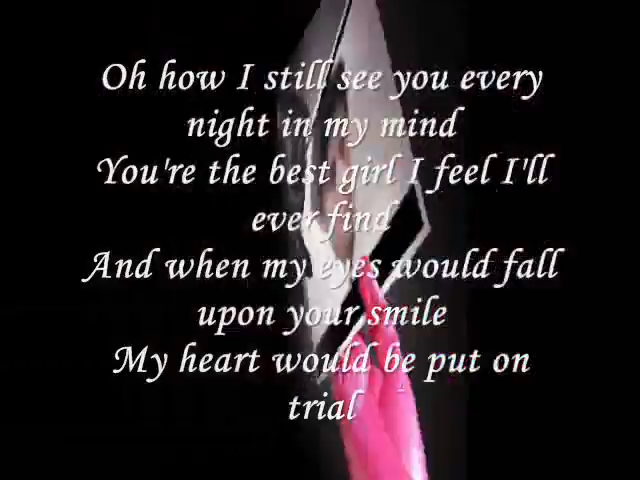 Oh how I still see you every
night in my mind
You're the best girl I feel I'll
ever find
And when my eyes would fall
upon your smile
My heart would be put on
trial